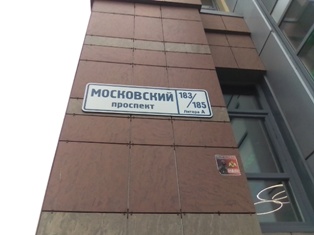 МОСКОВСКИЙ
проспект
183/185
литера А